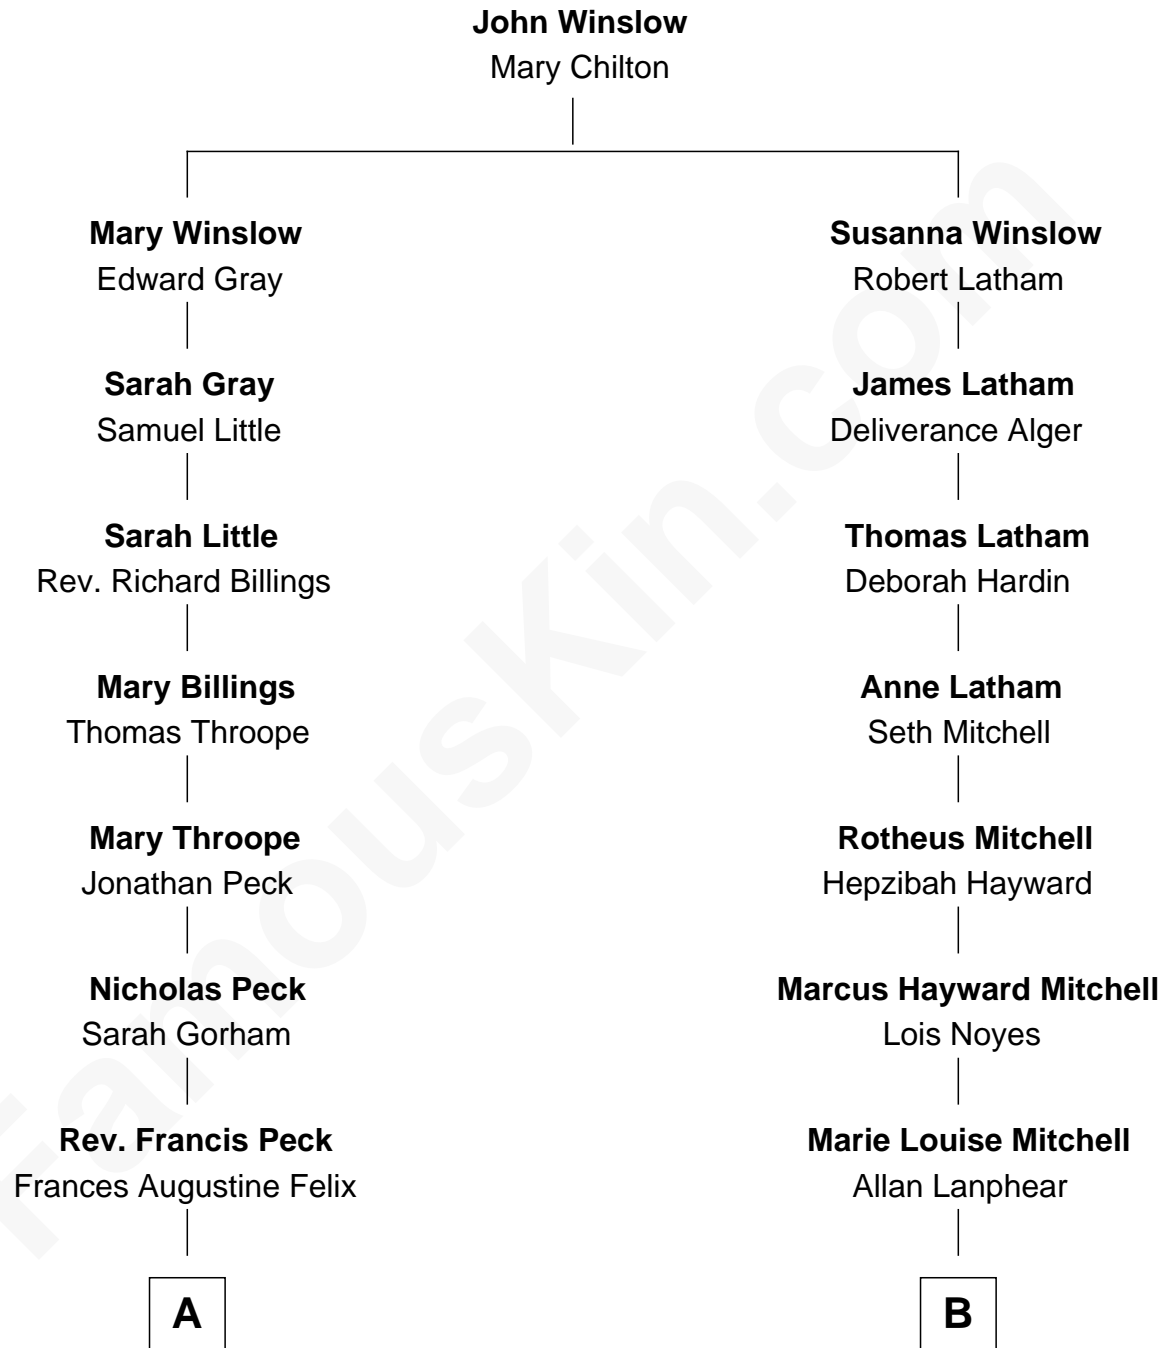 John Winslow
Mary Chilton
Mary Winslow
Edward Gray
Susanna Winslow
Robert Latham
Sarah Gray
Samuel Little
James Latham
Deliverance Alger
Sarah Little
Rev. Richard Billings
Thomas Latham
Deborah Hardin
Mary Billings
Thomas Throope
Anne Latham
Seth Mitchell
Mary Throope
Jonathan Peck
Rotheus Mitchell
Hepzibah Hayward
Nicholas Peck
Sarah Gorham
Marcus Hayward Mitchell
Lois Noyes
Rev. Francis Peck
Frances Augustine Felix
Marie Louise Mitchell
Allan Lanphear
A
B
FamousKin.com